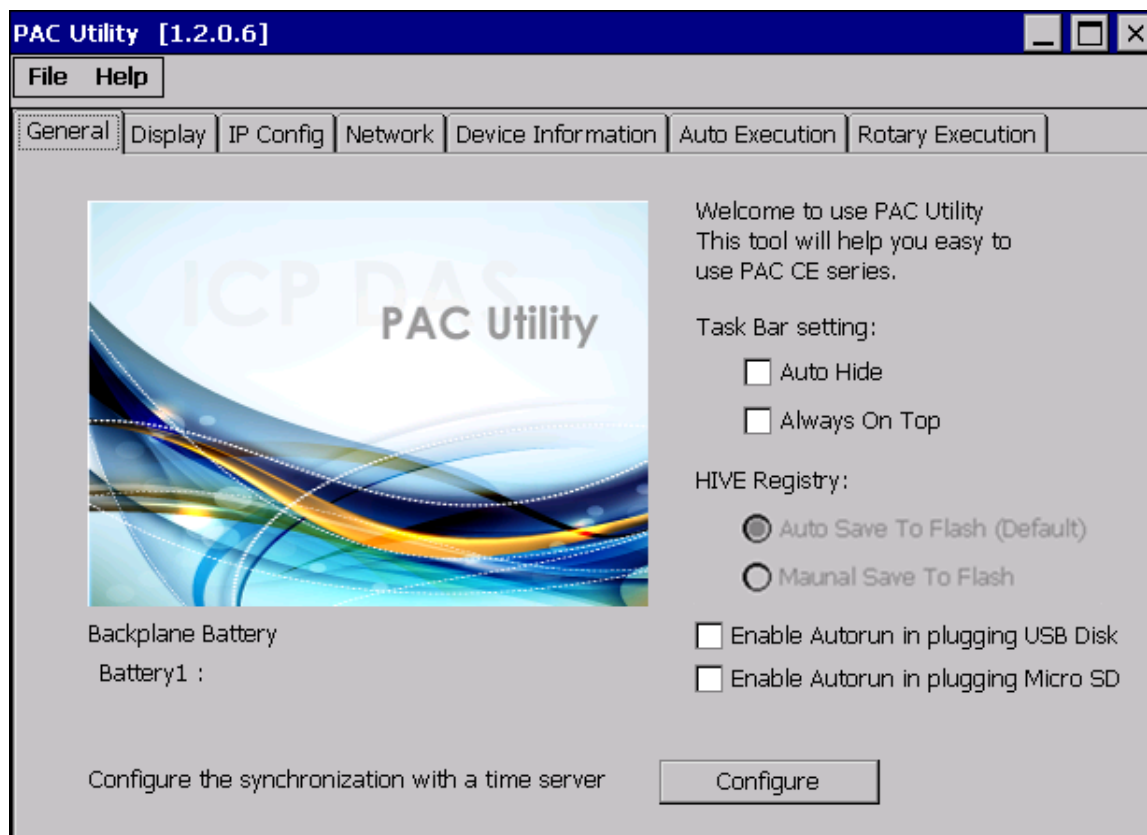 PAC Utility [1.2.0.6]
File Help
General Display IP Config Network Device Information Auto Execution Rotary Execution
ICP DAS
PAC Utility
Welcome to use PAC Utility
This tool will help you easy to
use PAC CE series.
Task Bar setting:
Auto Hide
Always On Top
HIVE Registry:
Auto Save To Flash (Default)
Maunal Save To Flash
Backplane Battery
Battery1 :
Enable Autorun in plugging USB Disk
Enable Autorun in plugging Micro SD
Configure the synchronization with a time server
Configure